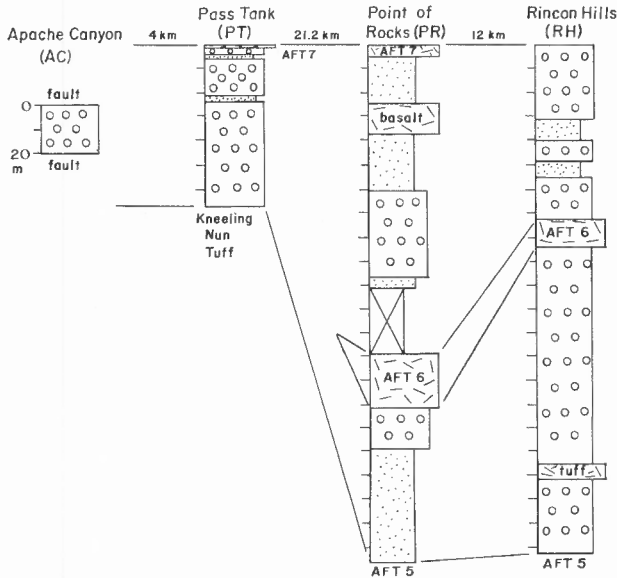 Apache Canyon
(AC)
4 km
Pass Tank
(PT)
21.2 km
Point of
Rocks (PR)
12 km
Rincon Hills
(RH)
AFT 7
AFT 7
basalt
fault
0
20
m
fault
Kneeling
Nun
Tuff
AFT 6
AFT 6
tuff
AFT 5
AFT 5